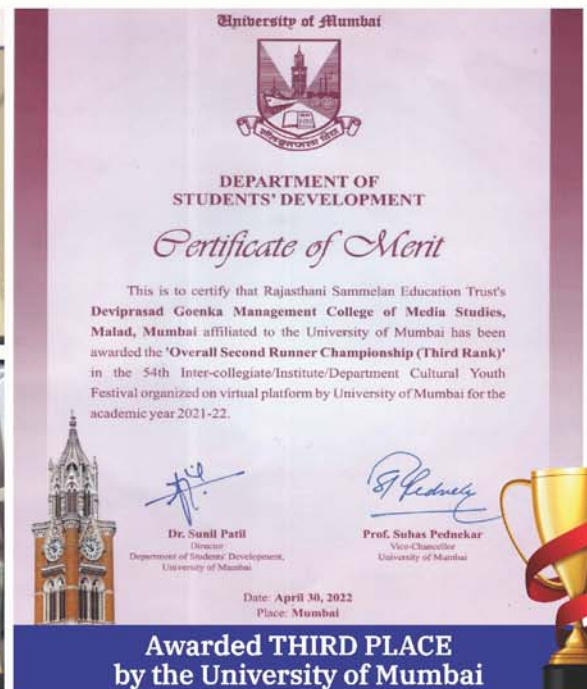 University of Mumbai
DEPARTMENT OF
STUDENTS' DEVELOPMENT
Certificate of Merit
This is to certify that Rajasthani Sammelan Education Trust's
Deviprasad Goenka Management College of Media Studies,
Malad, Mumbai affiliated to the University of Mumbai has been
awarded the 'Overall Second Runner Championship (Third Rank)'
in the 54th Inter-collegiate/Institute/Department Cultural Youth
Festival organized on virtual platform by University of Mumbai for the
academic year 2021-22.
Dr. Sunil Patil
Director
Department of Students' Development,
University of Mumbai
Prof. Suhas Pednekar
Vice-Chancellor
University of Mumbai
Date: April 30, 2022
Place: Mumbai
Awarded THIRD PLACE
by the University of Mumbai